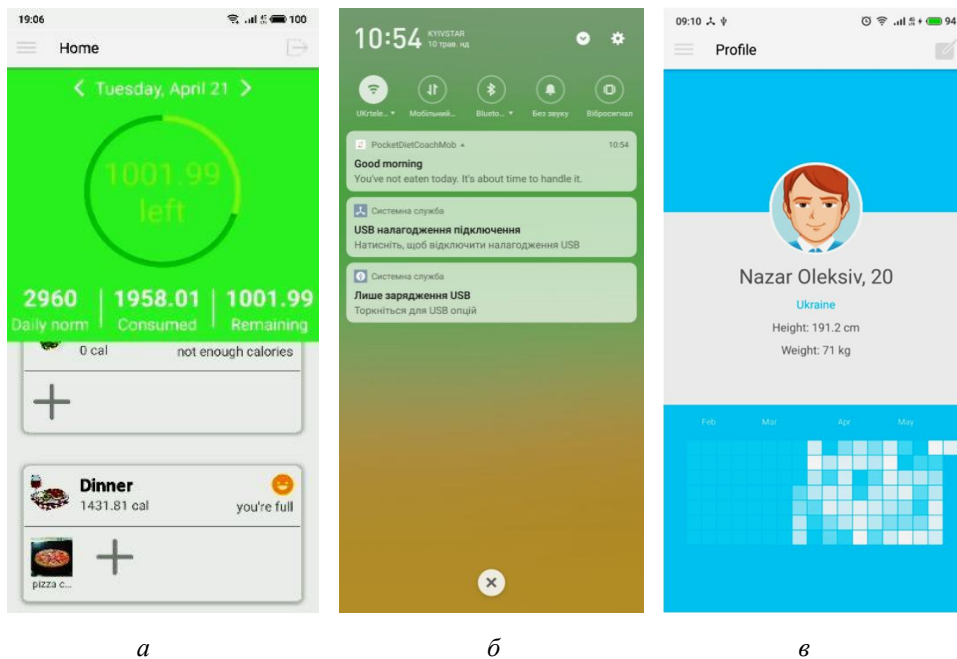 19:06
100
Home
Tuesday, April 21
1001.99
left
2960
1958.01
1001.99
Daily norm
Consumed
Remaining
0 cal
not enough calories
Dinner
1431.81 cal
you're full
pizza c...
а
10:54
KYIVSTAR
10 трав. нд
UKrtele...
Мобільний...
Blueto...
Без звуку
Вібросигнал
PocketDietCoachMob
10:54
Good morning
You've not eaten today. It's about time to handle it.
Системна служба
USB налагодження підключення
Натисніть, щоб відключити налагодження USB
Системна служба
Лише зарядження USB
Торкніться для USB опцій
б
09:10
94
Profile
Nazar Oleksiv, 20
Ukraine
Height: 191.2 cm
Weight: 71 kg
Feb
Mar
Apr
May
в